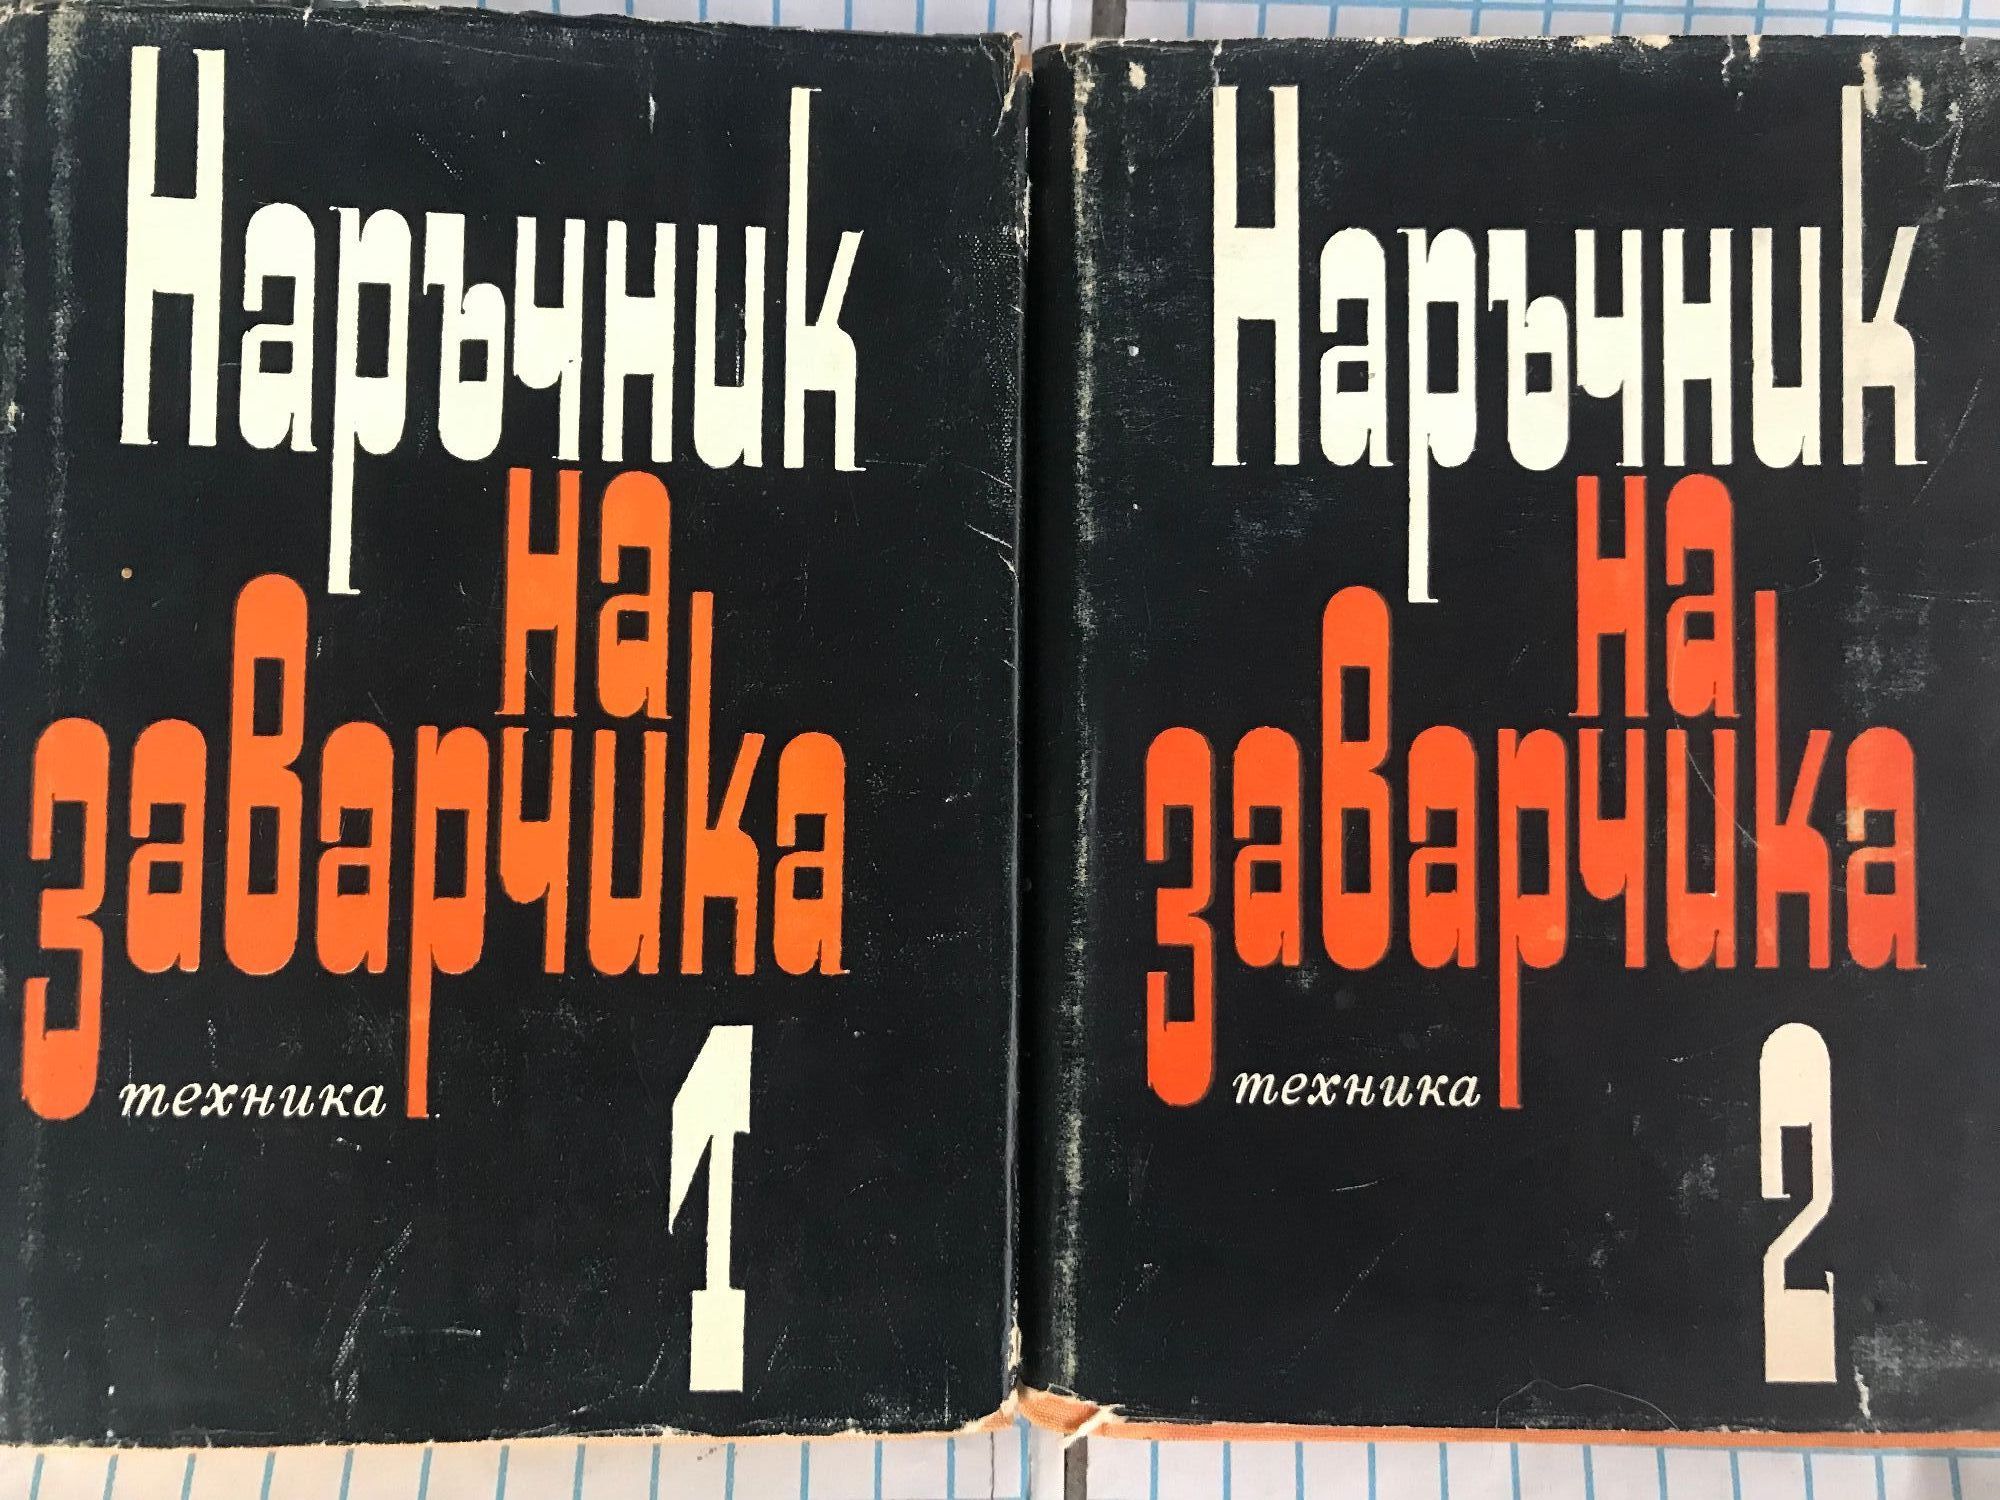 Наръчник
на
заварчика
техника
1
Наръчник
на
заварчика
техника
2